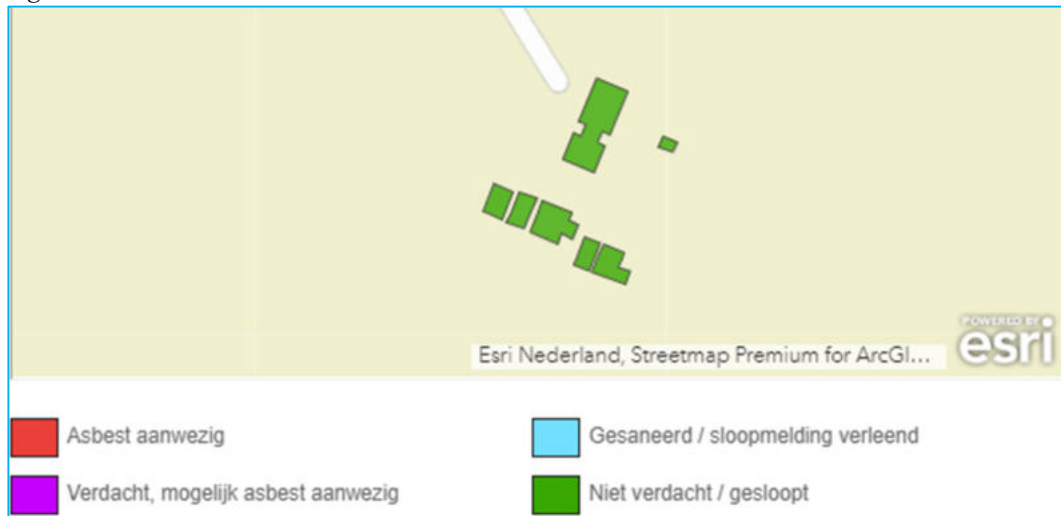 POWERED BY
esri
Esri Nederland, Streetmap Premium for ArcGI...
Asbest aanwezig
Gesaneerd / sloopmelding verleend
Verdacht, mogelijk asbest aanwezig
Niet verdacht / gesloopt